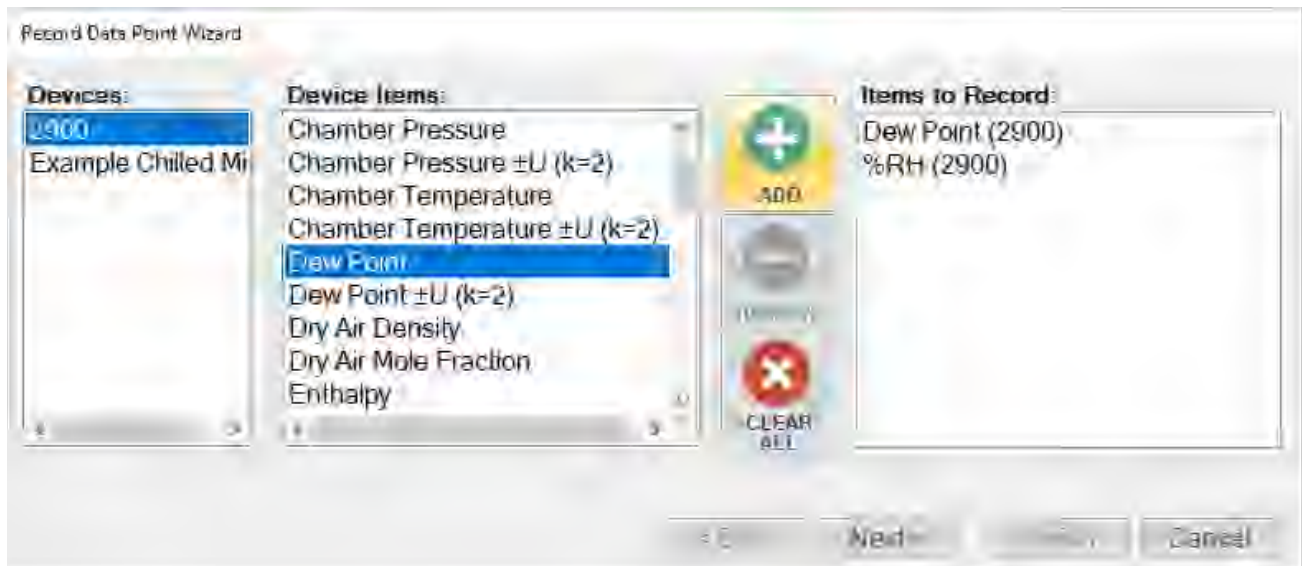 Record Data Point Wizard
Devices:
2900
Example Chilled Mi
Device Items:
Chamber Pressure
Chamber Pressure ±U (k=2)
Chamber Temperature
Chamber Temperature ±U (k=2)
Dew Point
Dew Point ±U (k=2)
Dry Air Density
Dry Air Mole Fraction
Enthalpy
ADD
CLEAR
ALL
Items to Record:
Dew Point (2900)
%RH (2900)
Next
Cancel